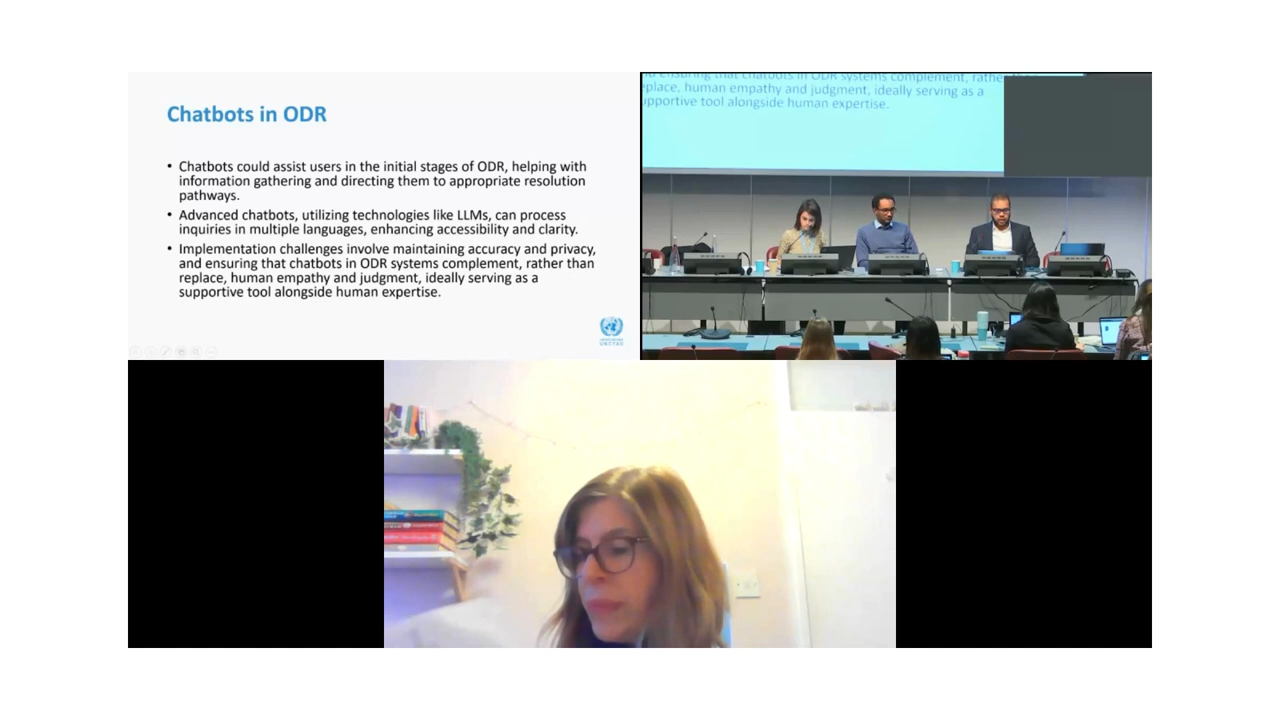 Chatbots in ODR
• Chatbots could assist users in the initial stages of ODR, helping with
information gathering and directing them to appropriate resolution
pathways.
• Advanced chatbots, utilizing technologies like LLMs, can process
inquiries in multiple languages, enhancing accessibility and clarity.
• Implementation challenges involve maintaining accuracy and privacy,
and ensuring that chatbots in ODR systems complement, rather than
replace, human empathy and judgment, ideally serving as a
supportive tool alongside human expertise.
UNCTAD
ensuring that chatbots in ODR systems complement,
eplace, human empathy and judgment, ideally serving as a
upportive tool alongside human expertise.